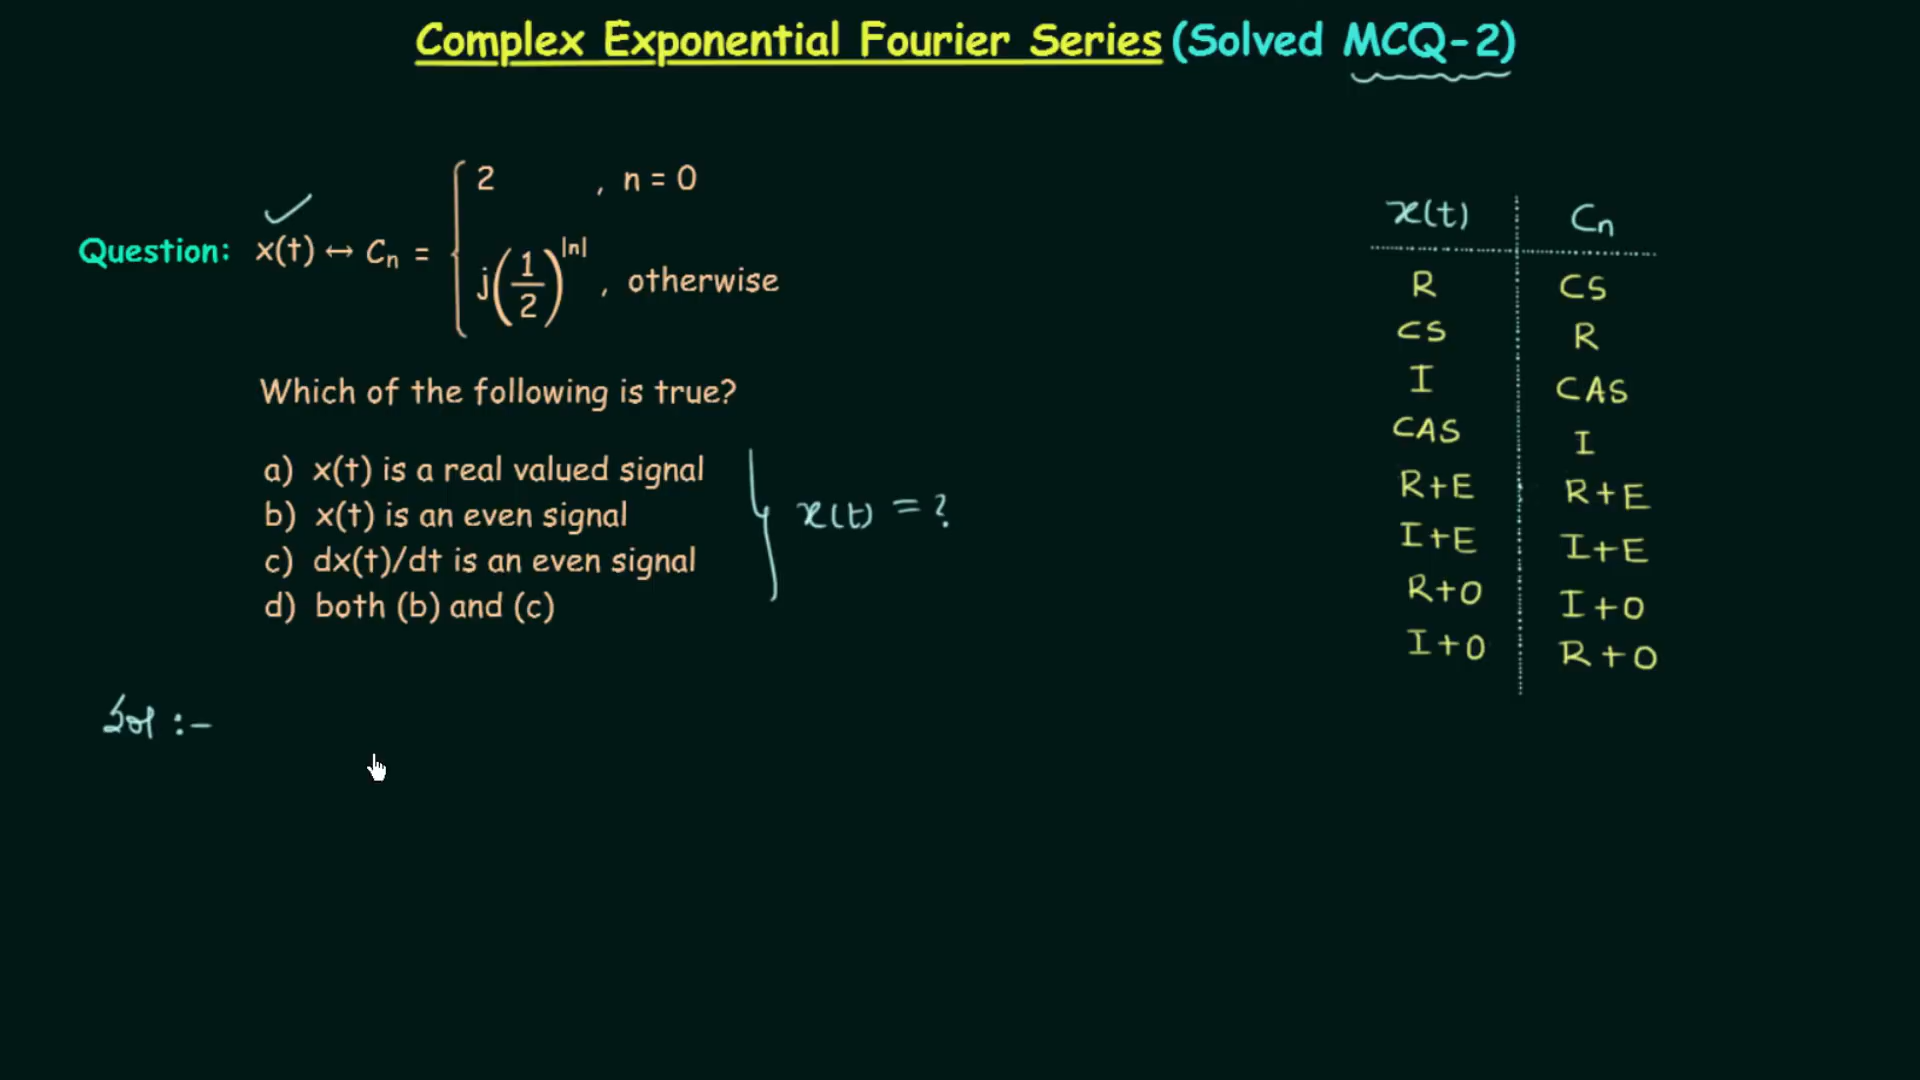 Complex Exponential Fourier Series (Solved MCQ-2)
Question: x(t) ↔ Cn = { 2 , n = 0
j(1/2)^|n| , otherwise
Which of the following is true?
a) x(t) is a real valued signal
b) x(t) is an even signal
c) dx(t)/dt is an even signal
d) both (b) and (c)
x(t) = ?
x(t) Cn
R CS
CS R
I CAS
CAS I
R+E R+E
I+E I+E
R+O I+O
I+O R+O
Sol :-